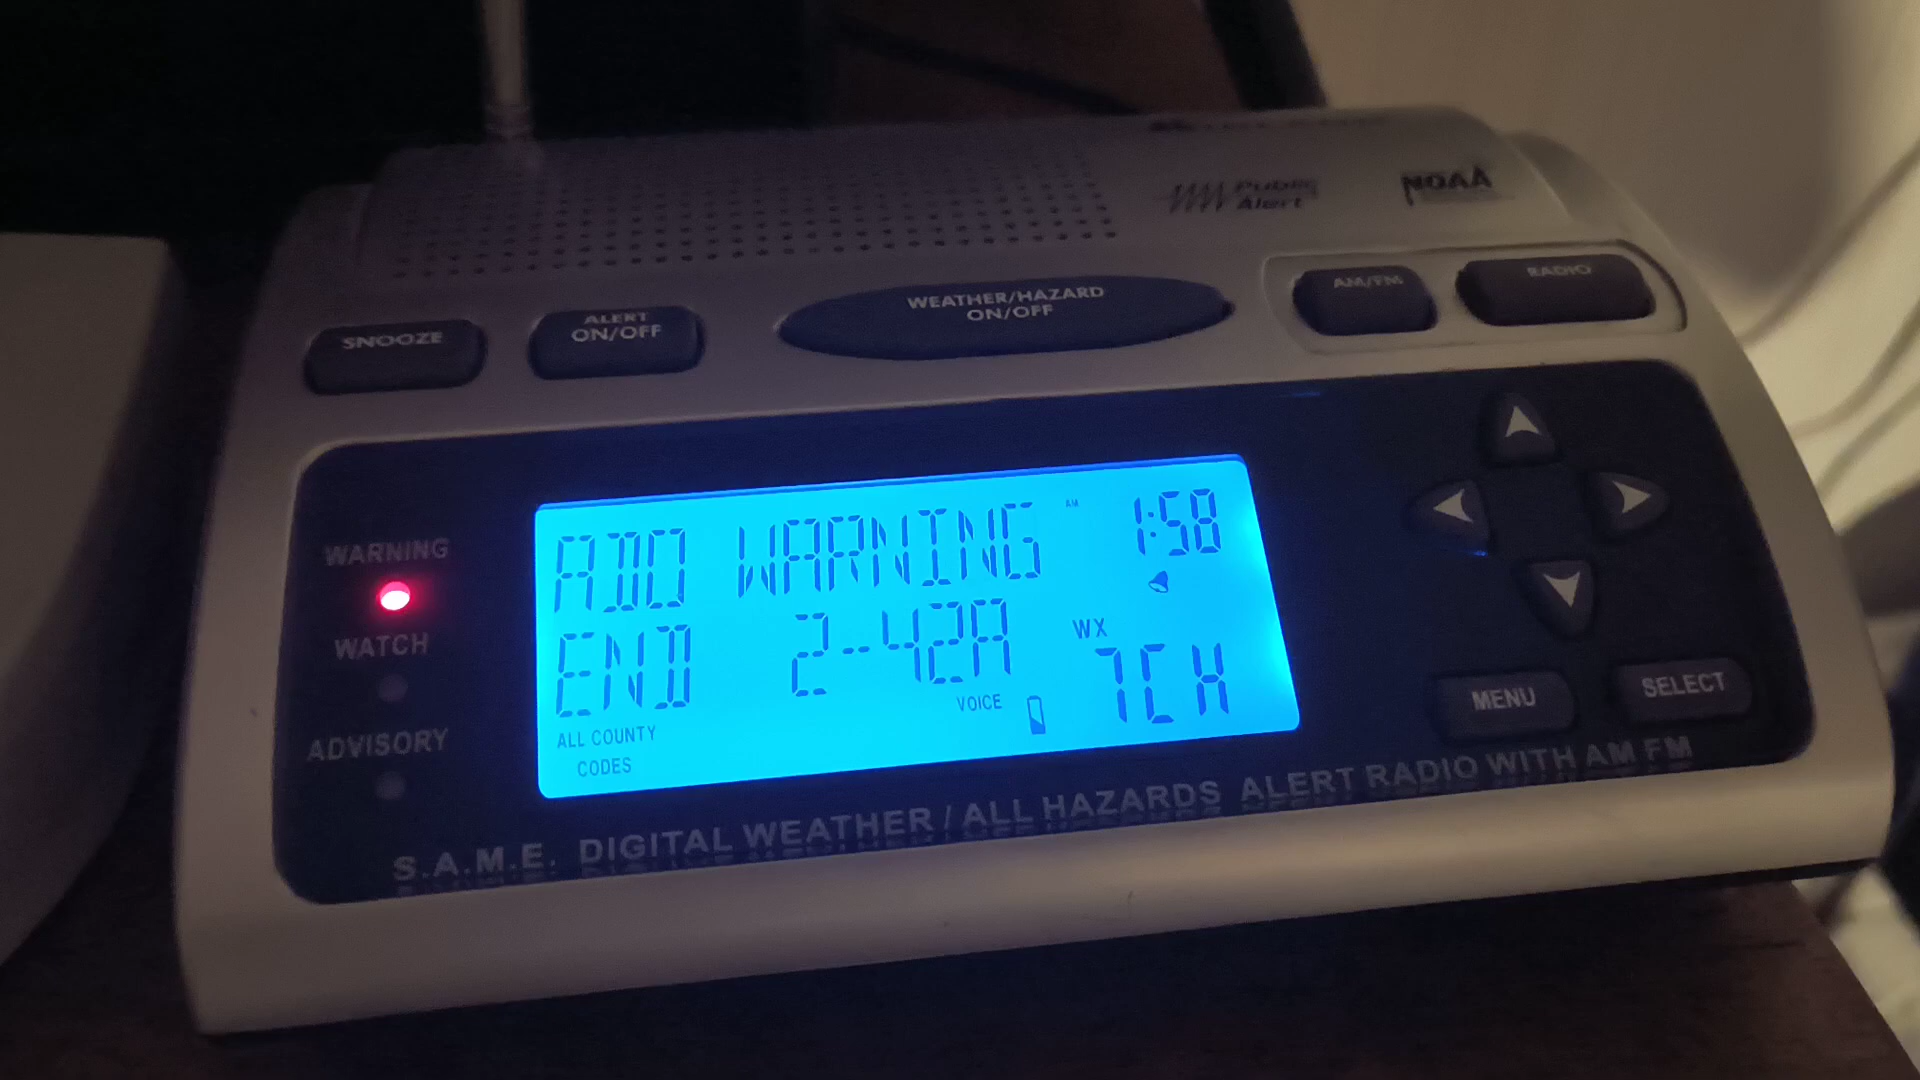 Public
Alert
NOAA
SNOOZE
ALERT
ON/OFF
WEATHER/HAZARD
ON/OFF
AM/FM
RADIO
ADO WARNING
AM
1:58
END 2-42A
WX
7CH
VOICE
ALL COUNTY
CODES
WARNING
WATCH
ADVISORY
MENU
SELECT
S.A.M.E. DIGITAL WEATHER / ALL HAZARDS ALERT RADIO WITH AM FM